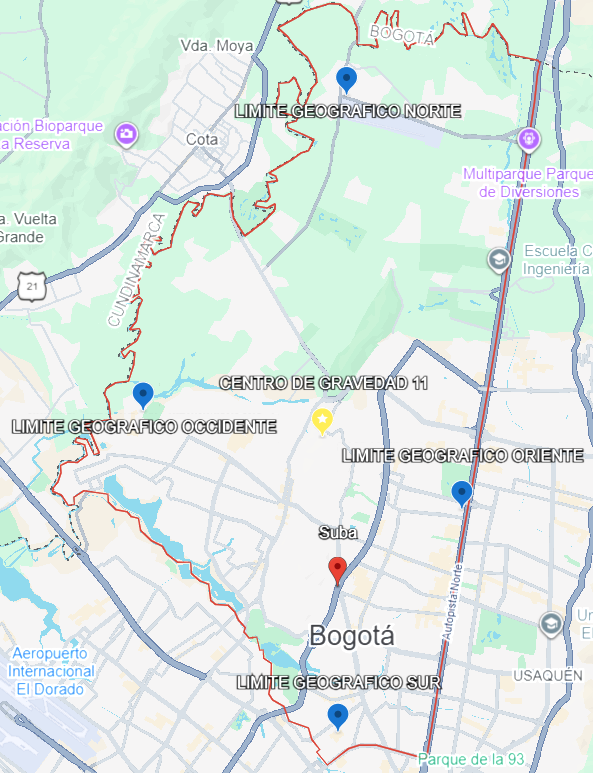 BOGOTÁ
Vda. Moya
LIMITE GEOGRAFICO NORTE
ación Bioparque
a Reserva
Cota
Multiparque Parque
de Diversiones
a. Vuelta
Grande
CUNDINAMARCA
21
Escuela C
Ingeniería
CENTRO DE GRAVEDAD 11
LIMITE GEOGRAFICO OCCIDENTE
LIMITE GEOGRAFICO ORIENTE
Suba
Autopista Norte
Bogotá
Un
El
Aeropuerto
Internacional
El Dorado
USAQUÉN
LIMITE GEOGRAFICO SUR
Parque de la 93